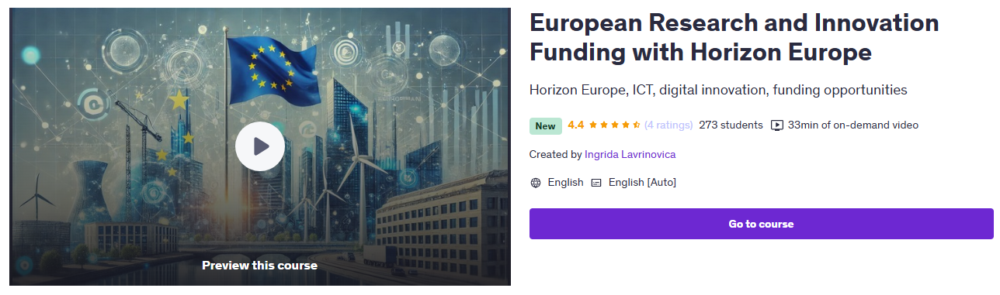 European Research and Innovation
Funding with Horizon Europe
Horizon Europe, ICT, digital innovation, funding opportunities
New 4.4 (4 ratings) 273 students 33min of on-demand video
Created by Ingrida Lavrinovica
English English [Auto]
Go to course
Preview this course